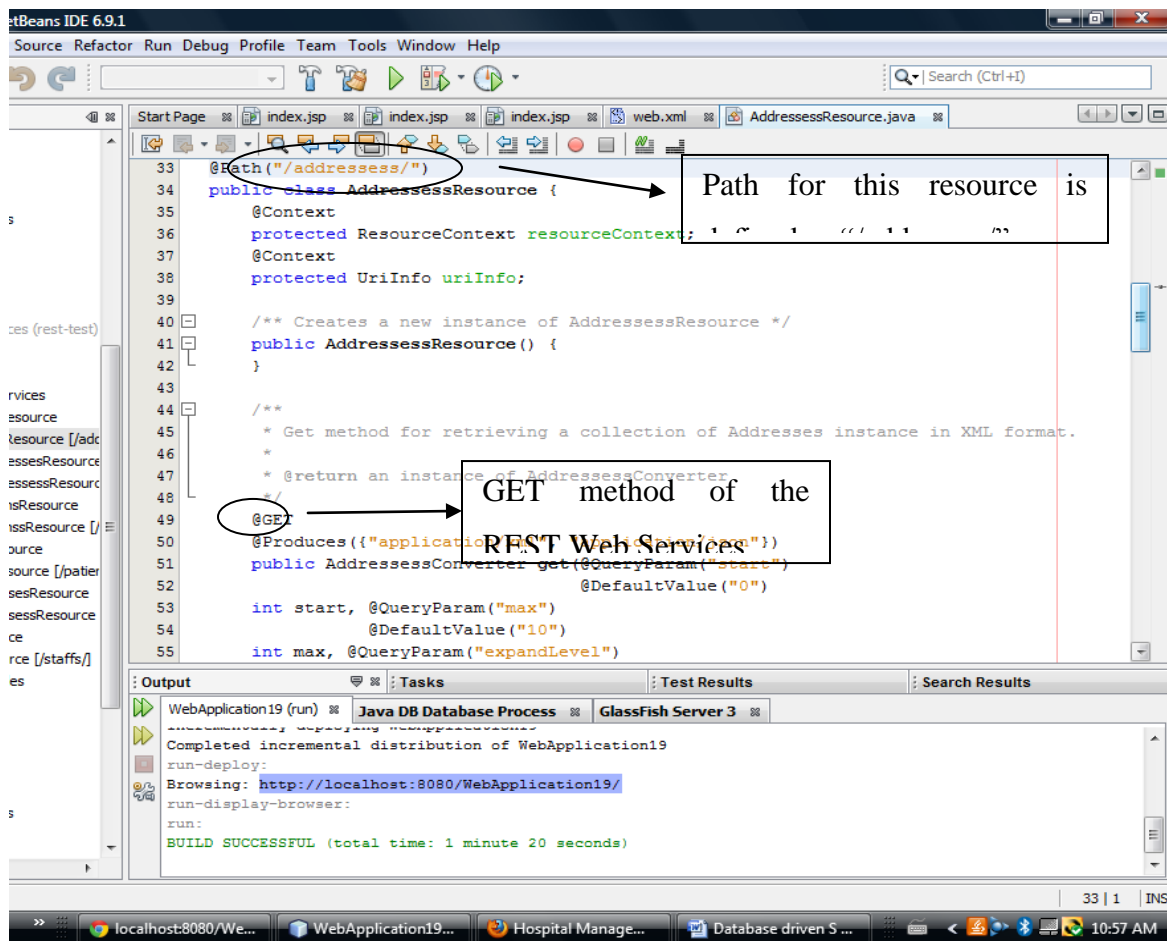 etBeans IDE 6.9.1
Source Refactor Run Debug Profile Team Tools Window Help
Search (Ctrl+I)
Start Page index.jsp index.jsp index.jsp web.xml AddressessResource.java
33 @Path("/addressess/")
34 public class AddressessResource {
35 @Context
36 protected ResourceContext resourceContext;
37 @Context
38 protected UriInfo uriInfo;
39
40 /** Creates a new instance of AddressessResource */
41 public AddressessResource() {
42 }
43
44 /**
45 * Get method for retrieving a collection of Addresses instance in XML format.
46 *
47 * @return an instance of AddressessConverter
48 */
49 @GET
50 @Produces({"application/
51 public AddressessConverter get(@QueryParam("start")
52 @DefaultValue("0")
53 int start, @QueryParam("max")
54 @DefaultValue("10")
55 int max, @QueryParam("expandLevel")
Path for this resource is
GET method of the
REST Web Services
s
ces (rest-test)
rvices
esource
Resource [/add
essesResource
essessResourc
nsResource
nssResource [/
ource
source [/patier
sesResource
sessResource
ce
rce [/staffs/]
es
s
Output Tasks Test Results Search Results
WebApplication19 (run) Java DB Database Process GlassFish Server 3
Incrementally deploying WebApplication19
Completed incremental distribution of WebApplication19
run-deploy:
Browsing: http://localhost:8080/WebApplication19/
run-display-browser:
run:
BUILD SUCCESSFUL (total time: 1 minute 20 seconds)
33 | 1 INS
localhost:8080/We... WebApplication19... Hospital Manage... Database driven S ... 10:57 AM